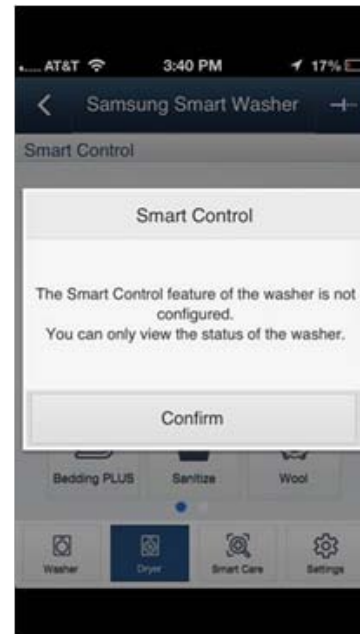 AT&T 3:40 PM 17%
Samsung Smart Washer
Smart Control
Smart Control
The Smart Control feature of the washer is not
configured.
You can only view the status of the washer.
Confirm
Bedding PLUS Sanitize Wool
Washer Dryer Smart Care Settings